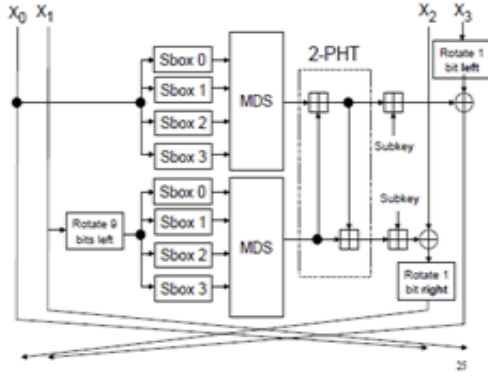 X0 X1 X2 X3
Rotate 1
bit left
2-PHT
Sbox 0
Sbox 1
Sbox 2
Sbox 3
MDS
Subkey
Rotate 9
bits left
Sbox 0
Sbox 1
Sbox 2
Sbox 3
MDS
Subkey
Rotate 1
bit right
25